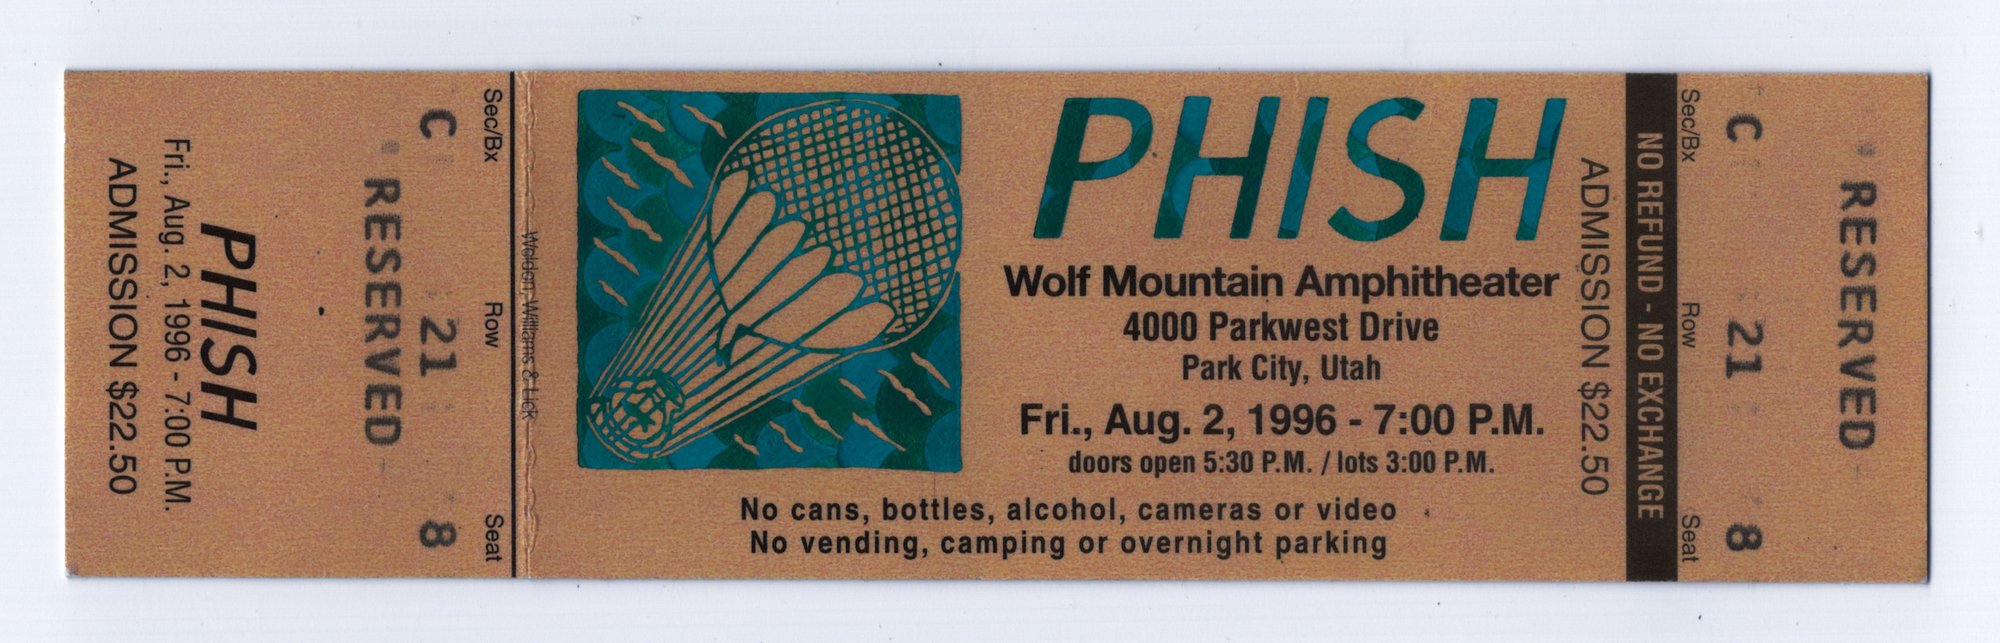 Sec/Bx Row Seat
C 21 8
* RESERVED
PHISH
Fri., Aug. 2, 1996 - 7:00 P.M.
ADMISSION $22.50
Weldon, Williams & Lick
PHISH
Wolf Mountain Amphitheater
4000 Parkwest Drive
Park City, Utah
Fri., Aug. 2, 1996 - 7:00 P.M.
doors open 5:30 P.M. / lots 3:00 P.M.
No cans, bottles, alcohol, cameras or video
No vending, camping or overnight parking
ADMISSION $22.50
NO REFUND - NO EXCHANGE
Sec/Bx Row Seat
C 21 8
* RESERVED